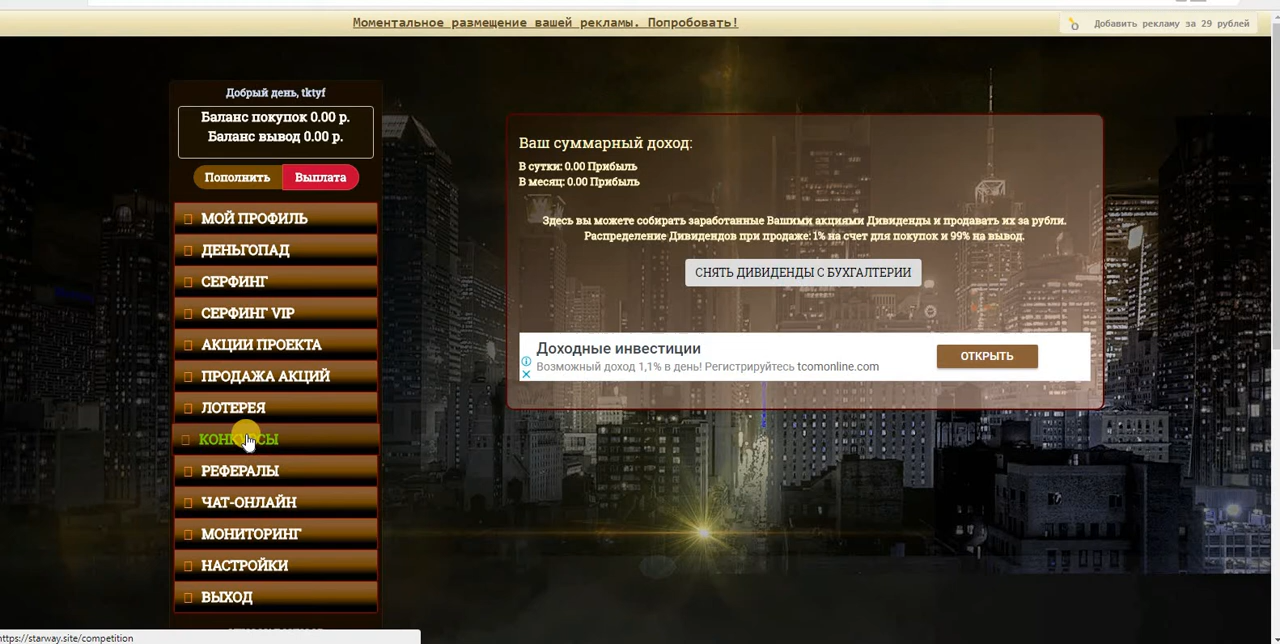 Моментальное размещение вашей рекламы. Попробовать!
Добавить рекламу за 29 рублей
Добрый день, tktyf
Баланс покупок 0.00 р.
Баланс вывод 0.00 р.
Пополнить
Выплата
МОЙ ПРОФИЛЬ
ДЕНЬГОПАД
СЕРФИНГ
СЕРФИНГ VIP
АКЦИИ ПРОЕКТА
ПРОДАЖА АКЦИЙ
ЛОТЕРЕЯ
КОНКУРСЫ
РЕФЕРАЛЫ
ЧАТ-ОНЛАЙН
МОНИТОРИНГ
НАСТРОЙКИ
ВЫХОД
Ваш суммарный доход:
В сутки: 0.00 Прибыль
В месяц: 0.00 Прибыль
Здесь вы можете собирать заработанные Вашими акциями Дивиденды и продавать их за рубли.
Распределение Дивидендов при продаже: 1% на счет для покупок и 99% на вывод.
СНЯТЬ ДИВИДЕНДЫ С БУХГАЛТЕРИИ
Доходные инвестиции
Возможный доход 1,1% в день! Регистрируйтесь tcomonline.com
ОТКРЫТЬ
https://starway.site/competition